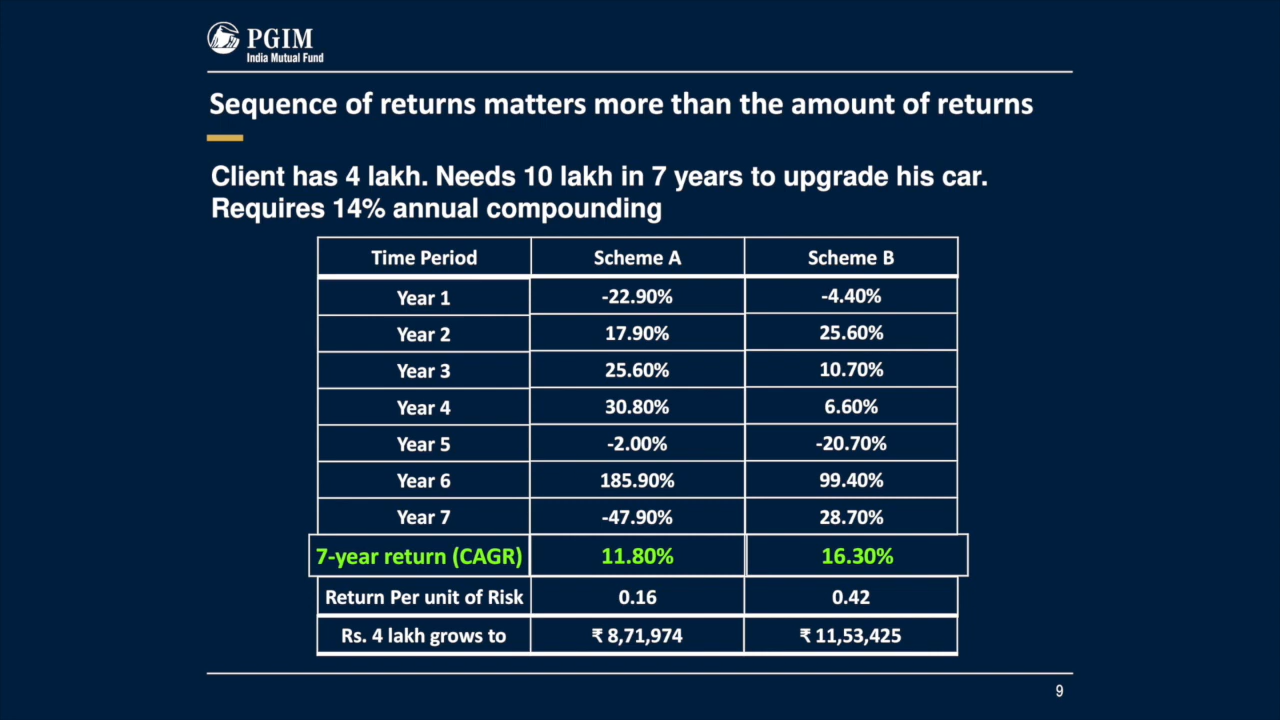 PGIM
India Mutual Fund
Sequence of returns matters more than the amount of returns
Client has 4 lakh. Needs 10 lakh in 7 years to upgrade his car.
Requires 14% annual compounding
Time Period Scheme A Scheme B
Year 1 -22.90% -4.40%
Year 2 17.90% 25.60%
Year 3 25.60% 10.70%
Year 4 30.80% 6.60%
Year 5 -2.00% -20.70%
Year 6 185.90% 99.40%
Year 7 -47.90% 28.70%
7-year return (CAGR) 11.80% 16.30%
Return Per unit of Risk 0.16 0.42
Rs. 4 lakh grows to ₹ 8,71,974 ₹ 11,53,425
9